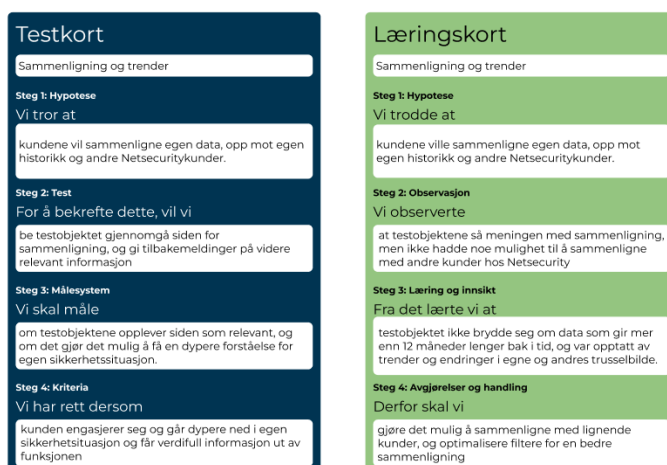 Testkort
Sammenligning og trender
Steg 1: Hypotese
Vi tror at
kundene vil sammenligne egen data, opp mot egen
historikk og andre Netsecuritykunder.
Steg 2: Test
For å bekrefte dette, vil vi
be testobjektet gjennomgå siden for
sammenligning, og gi tilbakemeldinger på videre
relevant informasjon
Steg 3: Målesystem
Vi skal måle
om testobjektene opplever siden som relevant, og
om det gjør det mulig å få en dypere forståelse for
egen sikkerhetssituasjon.
Steg 4: Kriteria
Vi har rett dersom
kunden engasjerer seg og går dypere ned i egen
sikkerhetsituasjon og får verdifull informasjon ut av
funksjonen
Læringskort
Sammenligning og trender
Steg 1: Hypotese
Vi trodde at
kundene ville sammenligne egen data, opp mot
egen historikk og andre Netsecuritykunder.
Steg 2: Observasjon
Vi observerte
at testobjektene så meningen med sammenligning,
men ikke hadde noe mulighet til å sammenligne
med andre kunder hos Netsecurity
Steg 3: Læring og innsikt
Fra det lærte vi at
testobjektet ikke brydde seg om data som gir mer
enn 12 måneder lenger bak i tid, og var opptatt av
trender og endringer i egne og andres trusselbilde.
Steg 4: Avgjørelser og handling
Derfor skal vi
gjøre det mulig å sammenligne med lignende
kunder, og optimalisere filtere for en bedre
sammenligning